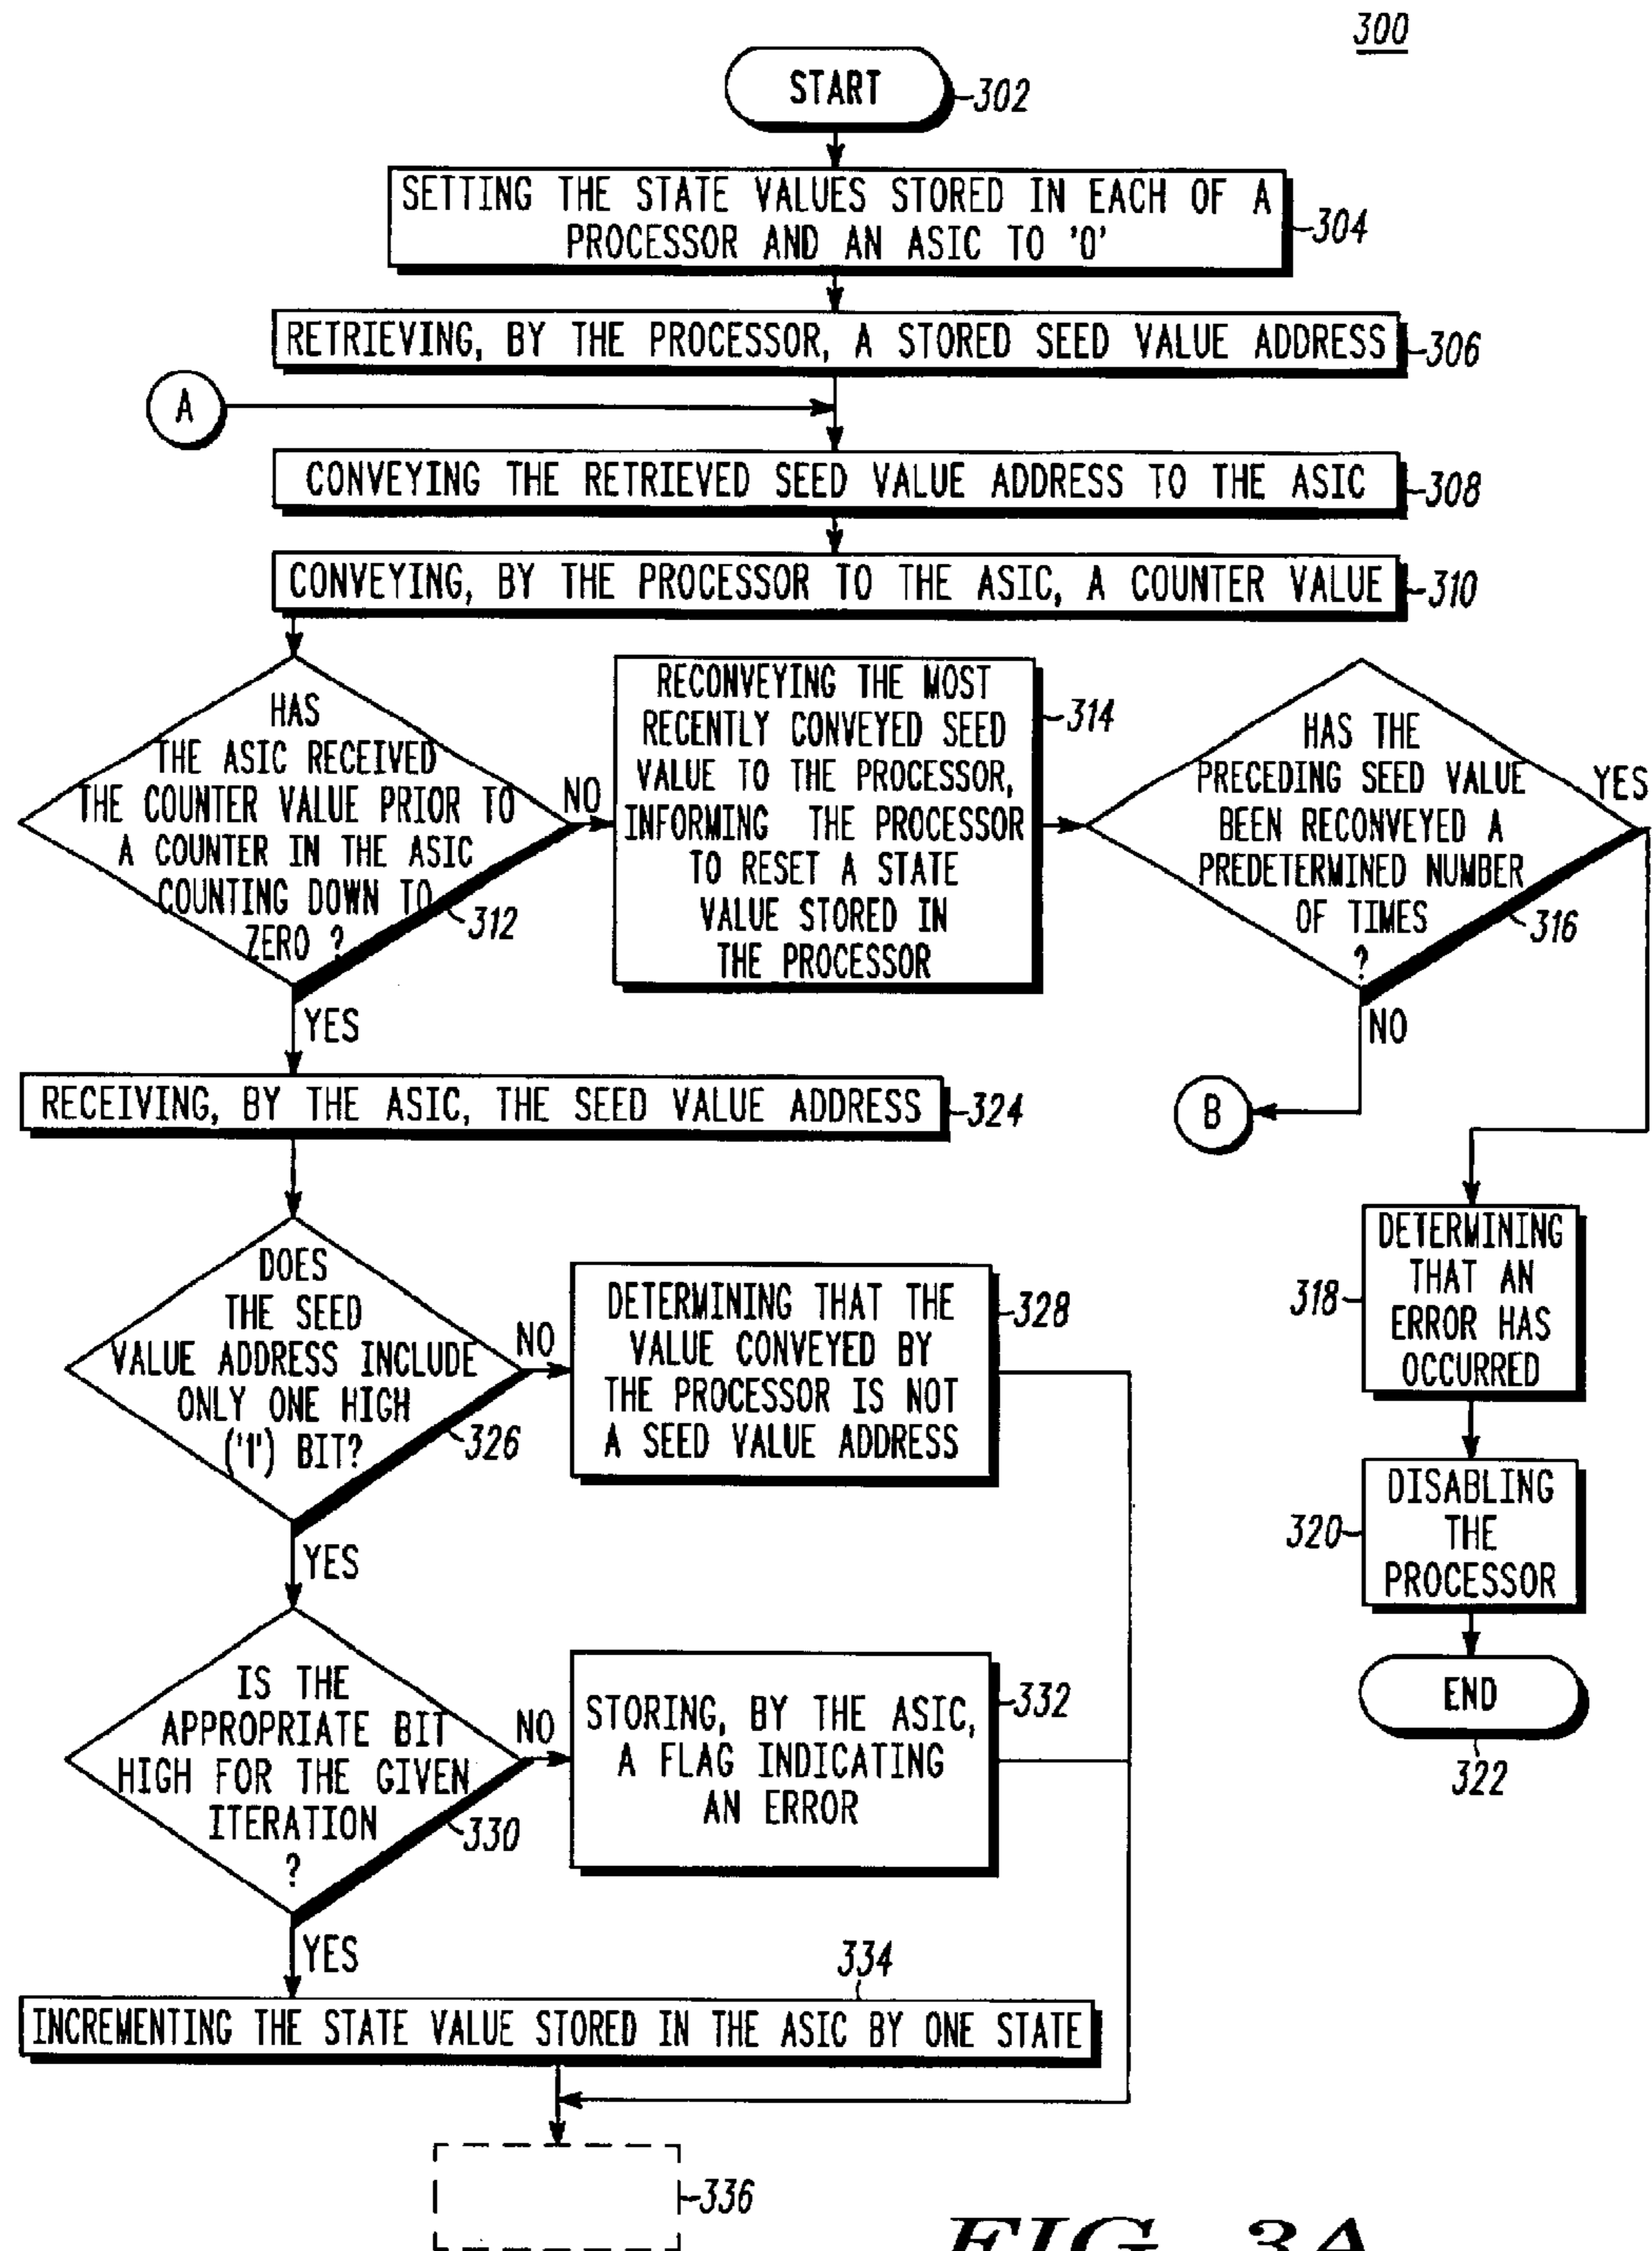 300
START
302
SETTING THE STATE VALUES STORED IN EACH OF A
PROCESSOR AND AN ASIC TO '0'
304
RETRIEVING, BY THE PROCESSOR, A STORED SEED VALUE ADDRESS
306
A
CONVEYING THE RETRIEVED SEED VALUE ADDRESS TO THE ASIC
308
CONVEYING, BY THE PROCESSOR TO THE ASIC, A COUNTER VALUE
310
HAS
THE ASIC RECEIVED
THE COUNTER VALUE PRIOR TO
A COUNTER IN THE ASIC
COUNTING DOWN TO
ZERO ?
312
NO
YES
RECONVEYING THE MOST
RECENTLY CONVEYED SEED
VALUE TO THE PROCESSOR,
INFORMING THE PROCESSOR
TO RESET A STATE
VALUE STORED IN
THE PROCESSOR
314
HAS THE
PRECEDING SEED VALUE
BEEN RECONVEYED A
PREDETERMINED NUMBER
OF TIMES
?
316
YES
NO
B
RECEIVING, BY THE ASIC, THE SEED VALUE ADDRESS
324
DETERMINING
THAT AN
ERROR HAS
OCCURRED
318
DOES
THE SEED
VALUE ADDRESS INCLUDE
ONLY ONE HIGH
('1') BIT?
326
NO
YES
DETERMINING THAT THE
VALUE CONVEYED BY
THE PROCESSOR IS NOT
A SEED VALUE ADDRESS
328
DISABLING
THE
PROCESSOR
320
END
322
IS THE
APPROPRIATE BIT
HIGH FOR THE GIVEN
ITERATION
?
330
NO
YES
STORING, BY THE ASIC,
A FLAG INDICATING
AN ERROR
332
334
INCREMENTING THE STATE VALUE STORED IN THE ASIC BY ONE STATE
336
FIG. 3A